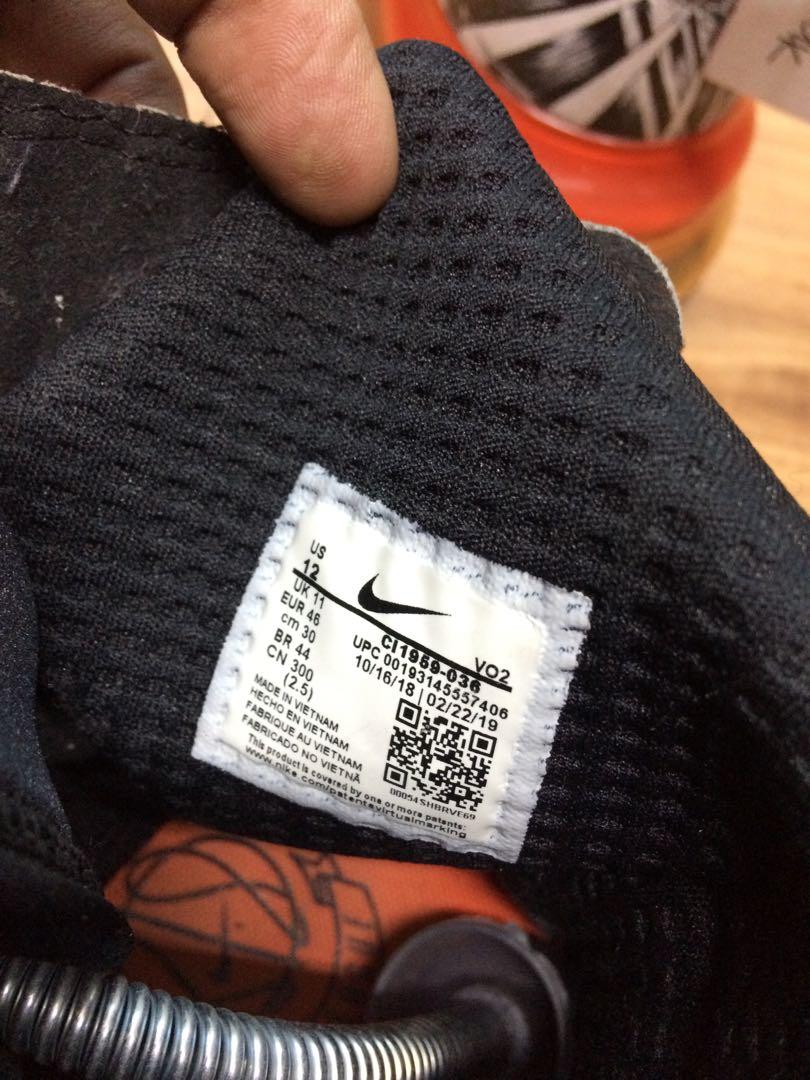 US
12
UK 11
EUR 46
cm 30
BR 44
CN 300
(2.5)
VO2
CI1959-036
UPC 00193145557406
10/16/18 | 02/22/19
MADE IN VIETNAM
HECHO EN VIETNAM
FABRIQUE AU VIETNAM
FABRICADO NO VIETNÃ
00054SHBRVE69
This product is covered by one or more patents:
www.nike.com/patentsvirtualmarking